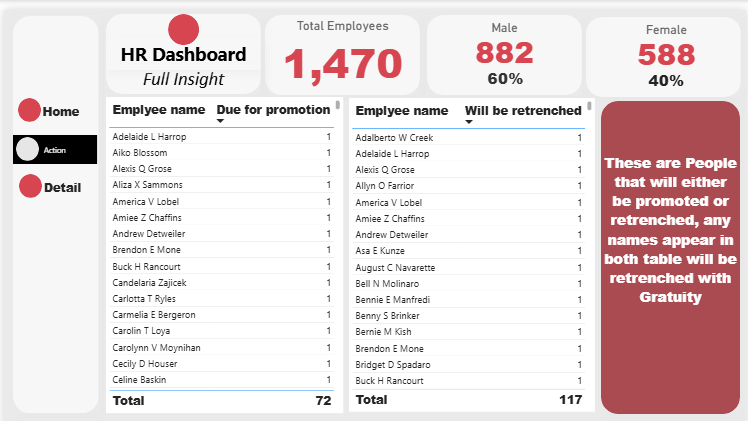 HR Dashboard
Full Insight
Total Employees
1,470
Male
882
60%
Female
588
40%
Home
Action
Detail
Emplyee name Due for promotion
Adelaide L Harrop 1
Aiko Blossom 1
Alexis Q Grose 1
Aliza X Sammons 1
America V Lobel 1
Amiee Z Chaffins 1
Andrew Detweiler 1
Brendon E Mone 1
Buck H Rancourt 1
Candelaria Zajicek 1
Carlotta T Ryles 1
Carmelia E Bergeron 1
Carolin T Loya 1
Carolynn V Moynihan 1
Cecily D Houser 1
Celine Baskin 1
Total 72
Emplyee name Will be retrenched
Adalberto W Creek 1
Adelaide L Harrop 1
Alexis Q Grose 1
Allyn O Farrior 1
America V Lobel 1
Amiee Z Chaffins 1
Andrew Detweiler 1
Asa E Kunze 1
August C Navarette 1
Bell N Molinaro 1
Bennie E Manfredi 1
Benny S Brinker 1
Bernie M Kish 1
Brendon E Mone 1
Bridget D Spadaro 1
Buck H Rancourt 1
Total 117
These are People
that will either
be promoted or
retrenched, any
names appear in
both table will be
retrenched with
Gratuity